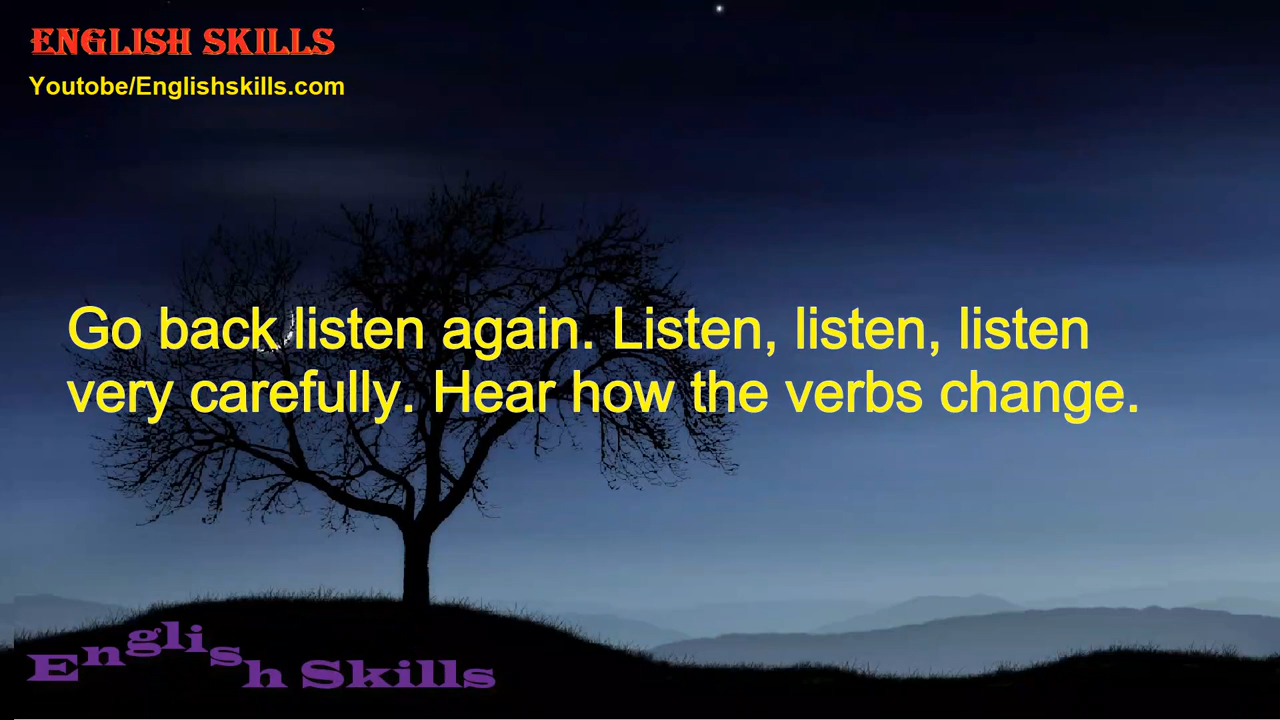 ENGLISH SKILLS
Youtobe/Englishskills.com
Go back listen again. Listen, listen, listen
very carefully. Hear how the verbs change.
English Skills